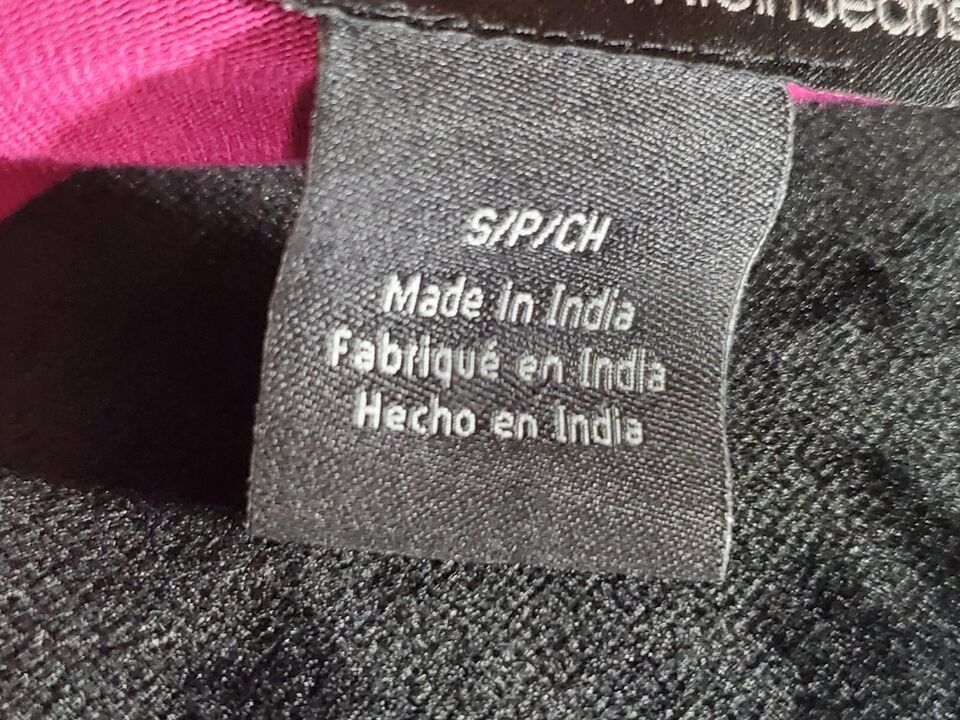 S/P/CH
Made in India
Fabriqué en India
Hecho en India